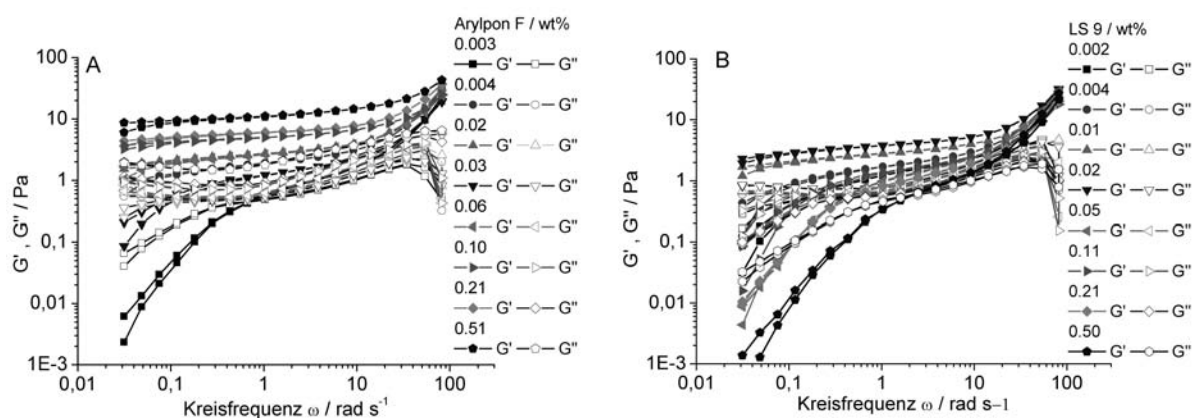 A
G', G'' / Pa
100
10
1
0,1
0,01
1E-3
0,01
0,1
1
10
100
Kreisfrequenz ω / rad s⁻¹
Arylpon F / wt%
0.003
G' G''
0.004
G' G''
0.02
G' G''
0.03
G' G''
0.06
G' G''
0.10
G' G''
0.21
G' G''
0.51
G' G''
B
G', G'' / Pa
100
10
1
0,1
0,01
1E-3
0,01
0,1
1
10
100
Kreisfrequenz ω / rad s–1
LS 9 / wt%
0.002
G' G''
0.004
G' G''
0.01
G' G''
0.02
G' G''
0.05
G' G''
0.11
G' G''
0.21
G' G''
0.50
G' G''